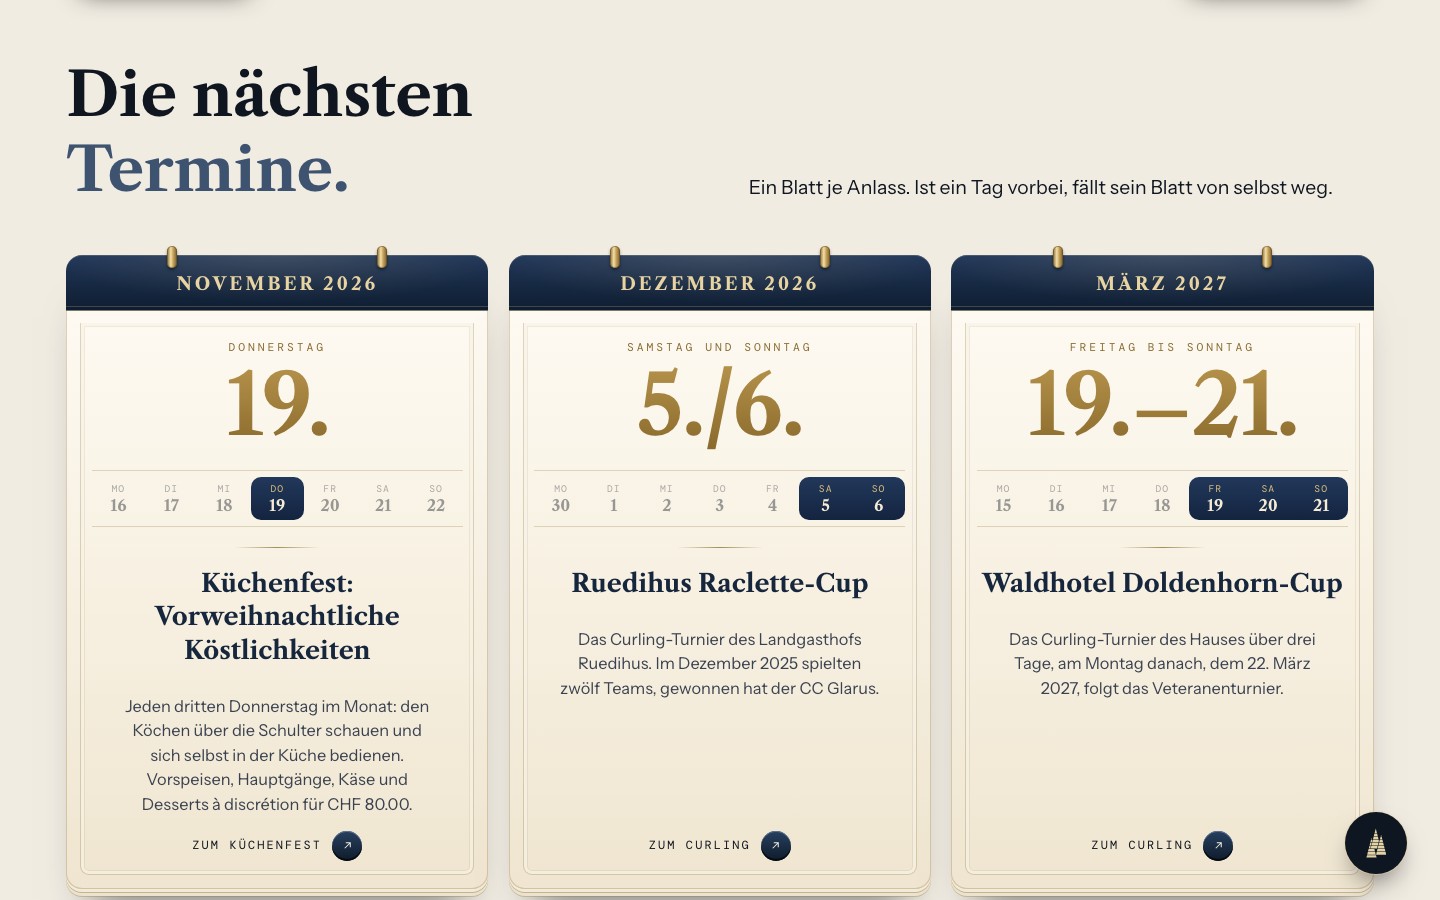 Die nächsten
Termine.
Ein Blatt je Anlass. Ist ein Tag vorbei, fällt sein Blatt von selbst weg.
NOVEMBER 2026
DONNERSTAG
19.
MO DI MI DO FR SA SO
16 17 18 19 20 21 22
Küchenfest:
Vorweihnachtliche
Köstlichkeiten
Jeden dritten Donnerstag im Monat: den
Köchen über die Schulter schauen und
sich selbst in der Küche bedienen.
Vorspeisen, Hauptgänge, Käse und
Desserts à discrétion für CHF 80.00.
ZUM KÜCHENFEST
DEZEMBER 2026
SAMSTAG UND SONNTAG
5./6.
MO DI MI DO FR SA SO
30 1 2 3 4 5 6
Ruedihus Raclette-Cup
Das Curling-Turnier des Landgasthofs
Ruedihus. Im Dezember 2025 spielten
zwölf Teams, gewonnen hat der CC Glarus.
ZUM CURLING
MÄRZ 2027
FREITAG BIS SONNTAG
19.–21.
MO DI MI DO FR SA SO
15 16 17 18 19 20 21
Waldhotel Doldenhorn-Cup
Das Curling-Turnier des Hauses über drei
Tage, am Montag danach, dem 22. März
2027, folgt das Veteranenturnier.
ZUM CURLING